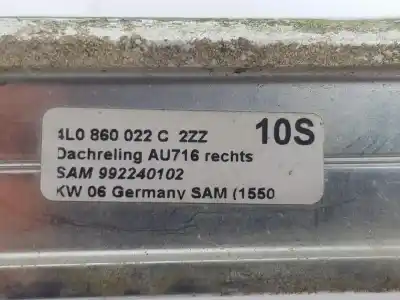 4L0 860 022 C 2ZZ 10S
Dachreling AU716 rechts
SAM 992240102
KW 06 Germany SAM (1550